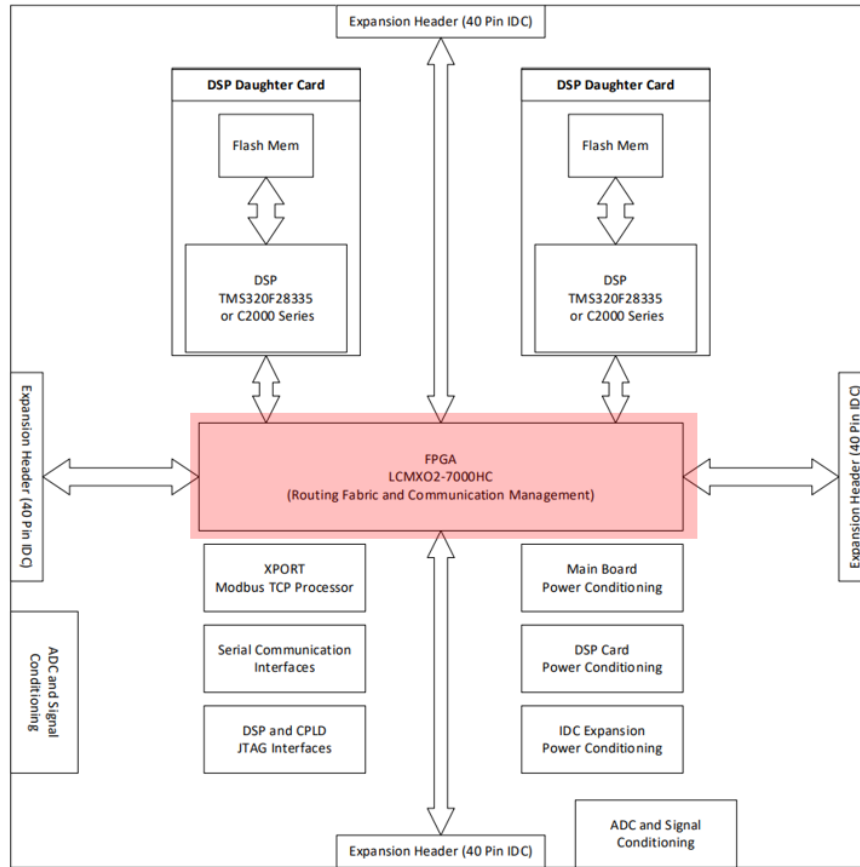 Expansion Header (40 Pin IDC)
DSP Daughter Card
DSP Daughter Card
Flash Mem
Flash Mem
DSP
TMS320F28335
or C2000 Series
DSP
TMS320F28335
or C2000 Series
Expansion Header (40 Pin IDC)
FPGA
LCMXO2-7000HC
(Routing Fabric and Communication Management)
Expansion Header (40 Pin IDC)
XPORT
Modbus TCP Processor
Main Board
Power Conditioning
ADC and Signal
Conditioning
Serial Communication
Interfaces
DSP Card
Power Conditioning
DSP and CPLD
JTAG Interfaces
IDC Expansion
Power Conditioning
Expansion Header (40 Pin IDC)
ADC and Signal
Conditioning